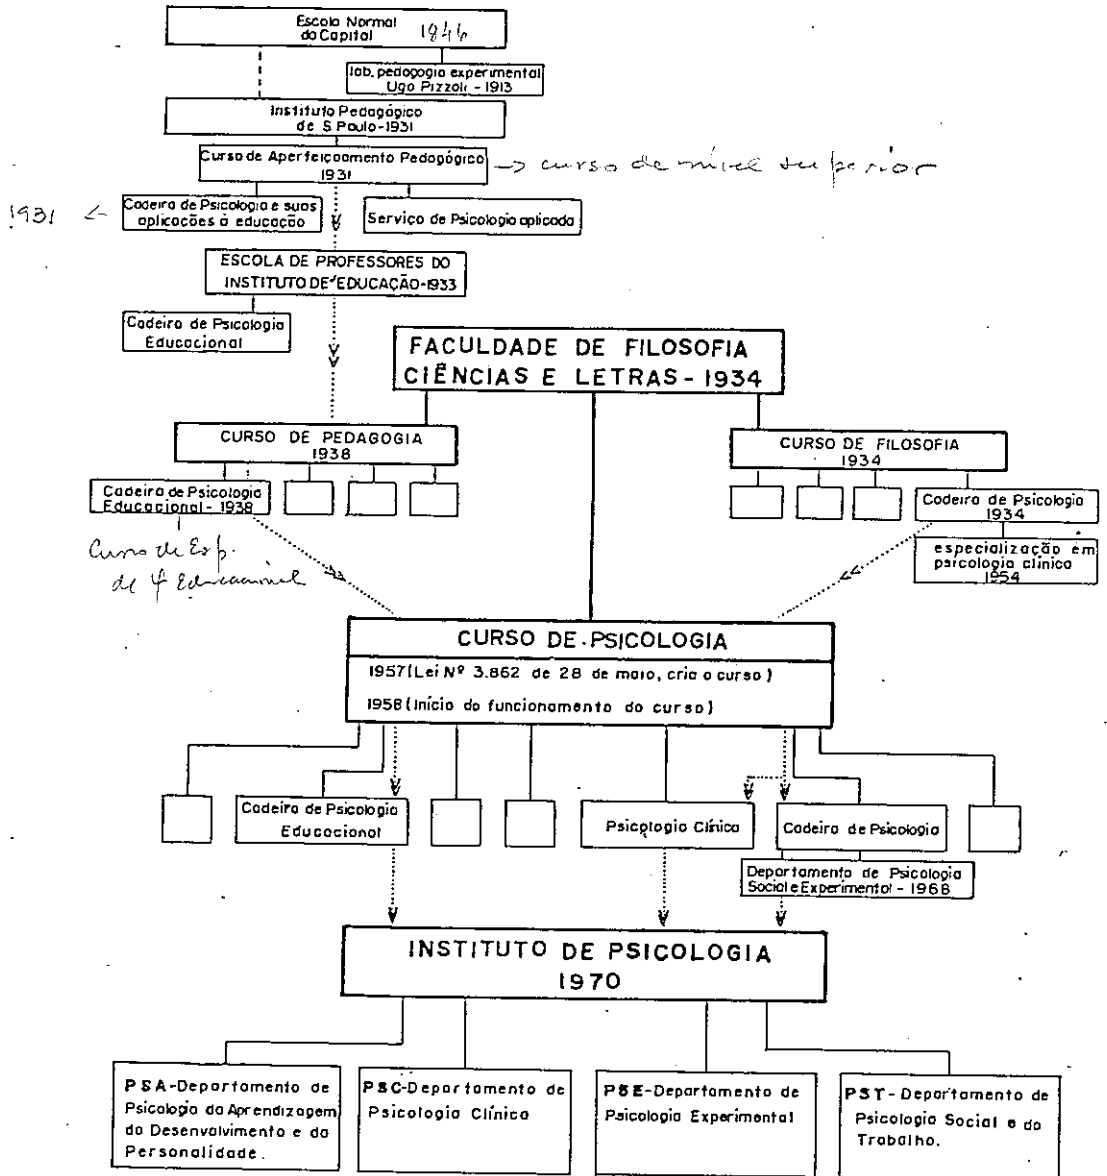 Escola Normal
da Capital 1846
lab. pedagogia experimental
Ugo Pizzoli - 1913
Instituto Pedagógico
de S. Paulo-1931
Curso de Aperfeiçoamento Pedagógico
1931
→ curso de nível superior
1931 ←
Cadeira de Psicologia e suas
aplicações à educação
Serviço de Psicologia aplicada
ESCOLA DE PROFESSORES DO
INSTITUTO DE EDUCAÇÃO-1933
Cadeira de Psicologia
Educacional
FACULDADE DE FILOSOFIA
CIÊNCIAS E LETRAS - 1934
CURSO DE PEDAGOGIA
1938
CURSO DE FILOSOFIA
1934
Cadeira de Psicologia
Educacional - 1938
Cadeira de Psicologia
1934
Curso de Esp.
de ψ Educacional
especialização em
psicologia clínica
1954
CURSO DE PSICOLOGIA
1957 (Lei Nº 3.862 de 28 de maio, cria o curso)
1958 (Início do funcionamento do curso)
Cadeira de Psicologia
Educacional
Psicologia Clínica
Cadeira de Psicologia
Departamento de Psicologia
Social e Experimental - 1968
INSTITUTO DE PSICOLOGIA
1970
PSA-Departamento de
Psicologia da Aprendizagem
do Desenvolvimento e da
Personalidade.
PSC-Departamento de
Psicologia Clínica
PSE-Departamento de
Psicologia Experimental
PST-Departamento de
Psicologia Social e do
Trabalho.